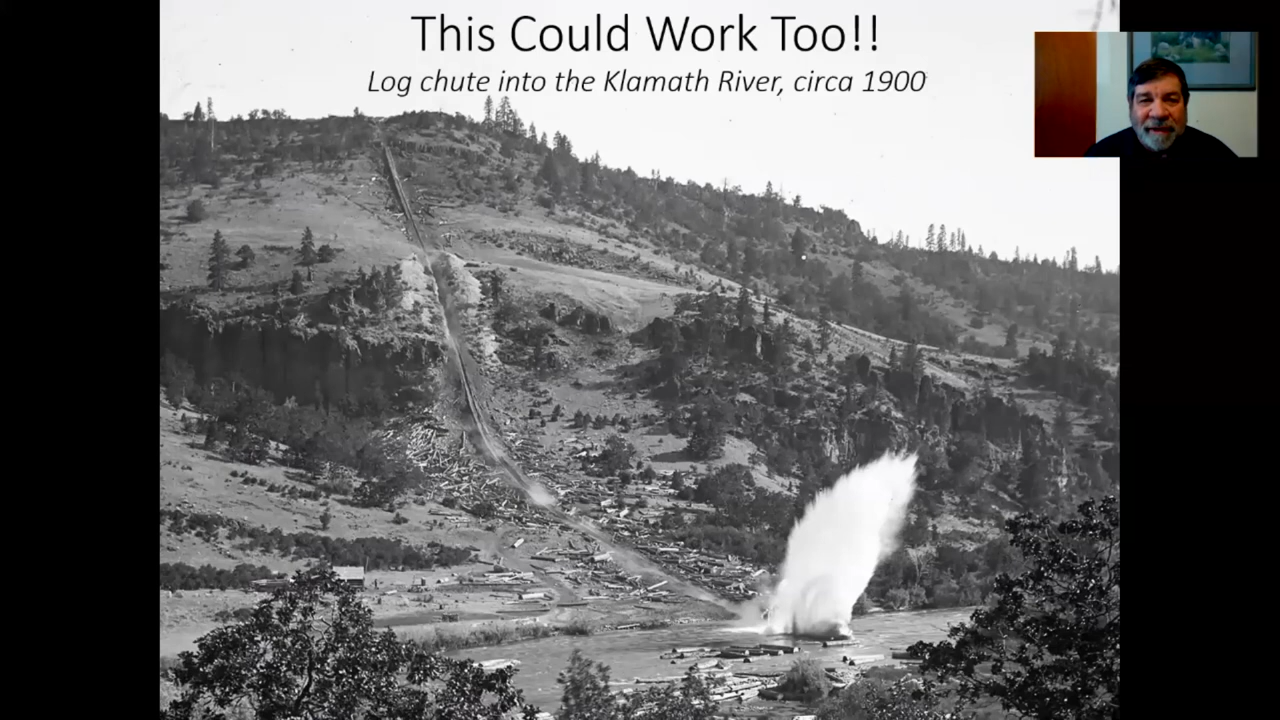 This Could Work Too!!
Log chute into the Klamath River, circa 1900